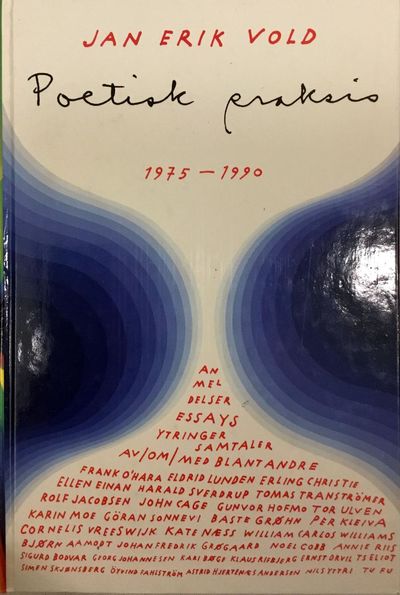 JAN ERIK VOLD
Poetisk praksis
1975 – 1990
AN
MEL
DELSER
ESSAYS
YTRINGER
SAMTALER
AV/OM/MED BLANT ANDRE
FRANK O'HARA ELDRID LUNDEN ERLING CHRISTIE
ELLEN EINAN HARALD SVERDRUP TOMAS TRANSTRÖMER
ROLF JACOBSEN JOHN CAGE GUNVOR HOFMO TOR ULVEN
KARIN MOE GÖRAN SONNEVI BASTE GRØHN PER KLEIVA
CORNELIS VREESWIJK KATE NÆSS WILLIAM CARLOS WILLIAMS
BJØRN AAMODT JOHAN FREDRIK GRØGAARD NOEL COBB ANNIE RIIS
SIGURD BODVAR GEORG JOHANNESEN KARI BØGE KLAUS RIFBJERG ERNST ORVIL T S ELIOT
SIMEN SKJØNSBERG ÖYVIND FAHLSTRÖM ASTRID HJERTENÆS ANDERSEN NILS YTTRI TU FU